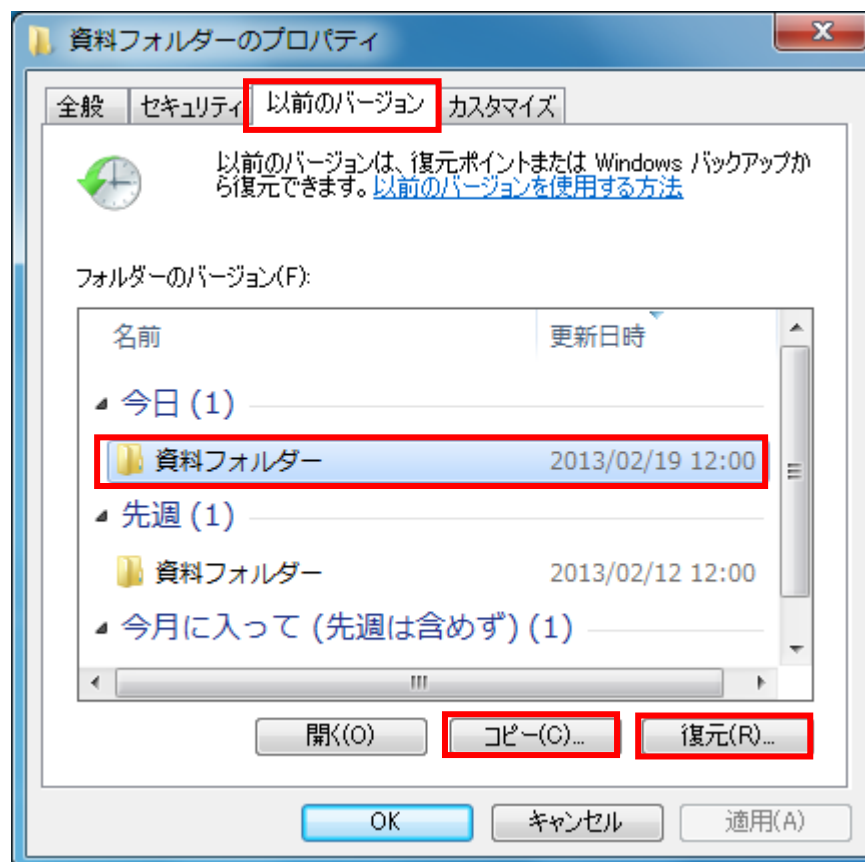 資料フォルダーのプロパティ
全般 セキュリティ 以前のバージョン カスタマイズ
以前のバージョンは、復元ポイントまたは Windows バックアップか
ら復元できます。以前のバージョンを使用する方法
フォルダーのバージョン(F):
名前 更新日時
今日 (1)
資料フォルダー 2013/02/19 12:00
先週 (1)
資料フォルダー 2013/02/12 12:00
今月に入って (先週は含めず) (1)
開く(O) コピー(C)... 復元(R)...
OK キャンセル 適用(A)